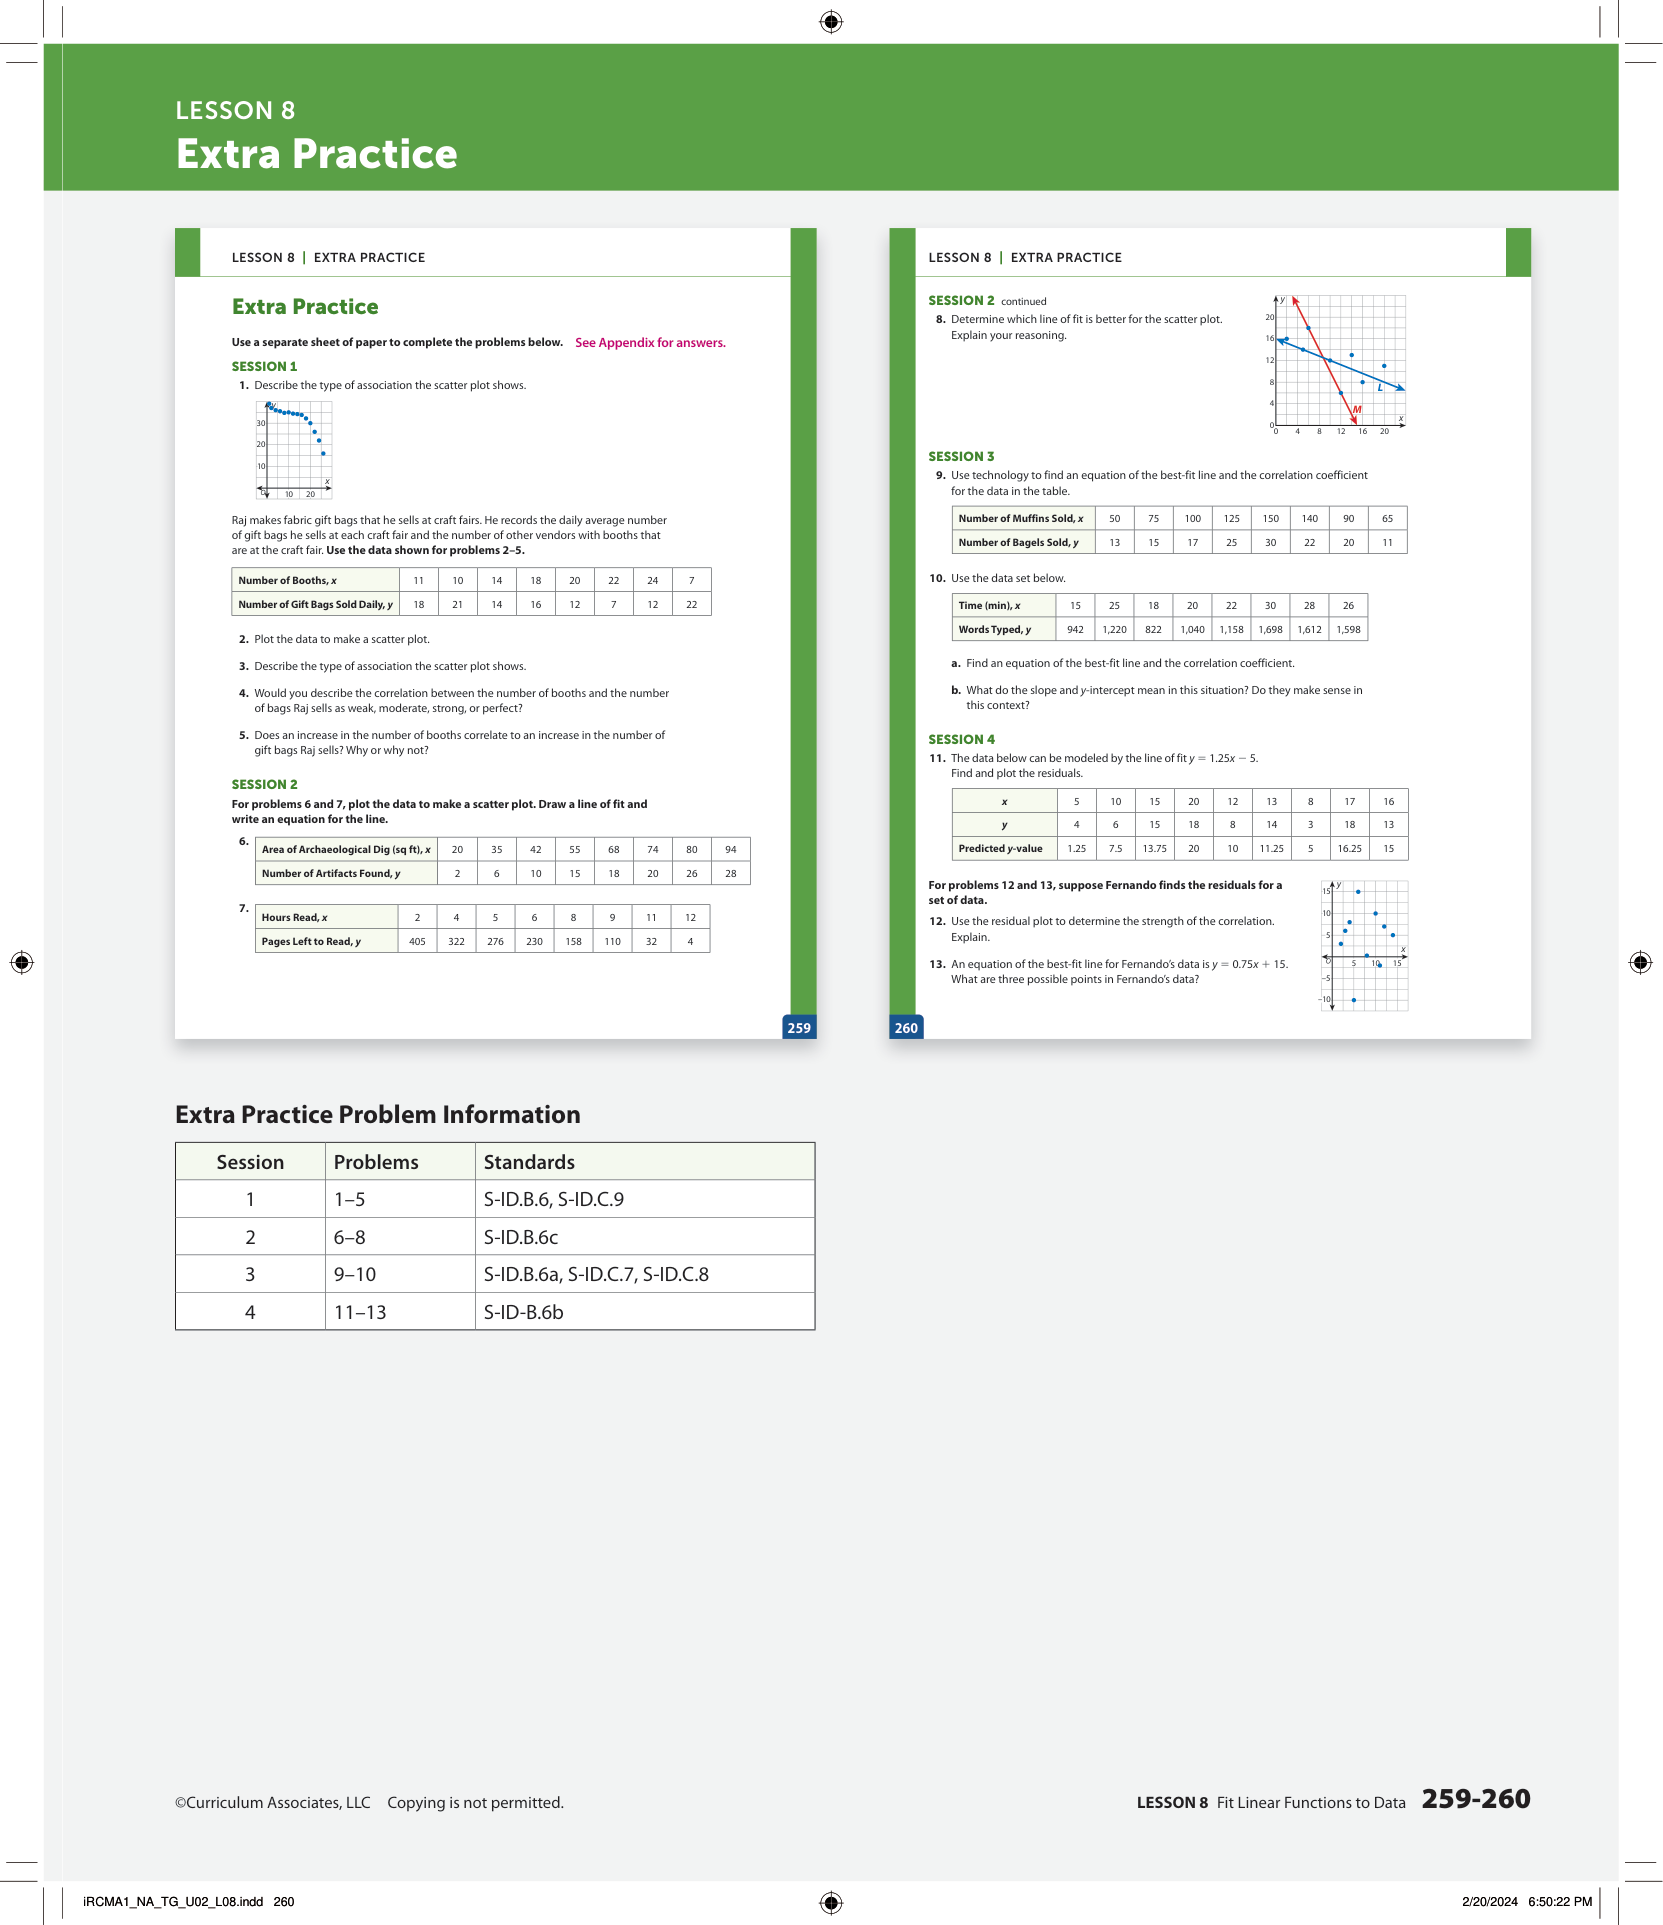 LESSON 8
Extra Practice
LESSON 8 | EXTRA PRACTICE
Extra Practice
Use a separate sheet of paper to complete the problems below. See Appendix for answers.
SESSION 1
1. Describe the type of association the scatter plot shows.
y
30
20
10
x
O 10 20
Raj makes fabric gift bags that he sells at craft fairs. He records the daily average number
of gift bags he sells at each craft fair and the number of other vendors with booths that
are at the craft fair. Use the data shown for problems 2–5.
Number of Booths, x 11 10 14 18 20 22 24 7
Number of Gift Bags Sold Daily, y 18 21 14 16 12 7 12 22
2. Plot the data to make a scatter plot.
3. Describe the type of association the scatter plot shows.
4. Would you describe the correlation between the number of booths and the number
of bags Raj sells as weak, moderate, strong, or perfect?
5. Does an increase in the number of booths correlate to an increase in the number of
gift bags Raj sells? Why or why not?
SESSION 2
For problems 6 and 7, plot the data to make a scatter plot. Draw a line of fit and
write an equation for the line.
6.
Area of Archaeological Dig (sq ft), x 20 35 42 55 68 74 80 94
Number of Artifacts Found, y 2 6 10 15 18 20 26 28
7.
Hours Read, x 2 4 5 6 8 9 11 12
Pages Left to Read, y 405 322 276 230 158 110 32 4
259
LESSON 8 | EXTRA PRACTICE
SESSION 2 continued
8. Determine which line of fit is better for the scatter plot.
Explain your reasoning.
y
20
16
12
8
L
4
M
x
0
0 4 8 12 16 20
SESSION 3
9. Use technology to find an equation of the best-fit line and the correlation coefficient
for the data in the table.
Number of Muffins Sold, x 50 75 100 125 150 140 90 65
Number of Bagels Sold, y 13 15 17 25 30 22 20 11
10. Use the data set below.
Time (min), x 15 25 18 20 22 30 28 26
Words Typed, y 942 1,220 822 1,040 1,158 1,698 1,612 1,598
a. Find an equation of the best-fit line and the correlation coefficient.
b. What do the slope and y-intercept mean in this situation? Do they make sense in
this context?
SESSION 4
11. The data below can be modeled by the line of fit y = 1.25x − 5.
Find and plot the residuals.
x 5 10 15 20 12 13 8 17 16
y 4 6 15 18 8 14 3 18 13
Predicted y-value 1.25 7.5 13.75 20 10 11.25 5 16.25 15
For problems 12 and 13, suppose Fernando finds the residuals for a
set of data.
12. Use the residual plot to determine the strength of the correlation.
Explain.
13. An equation of the best-fit line for Fernando's data is y = 0.75x + 15.
What are three possible points in Fernando's data?
y
15
10
5
x
O 5 10 15
−5
−10
260
Extra Practice Problem Information
Session Problems Standards
1 1–5 S-ID.B.6, S-ID.C.9
2 6–8 S-ID.B.6c
3 9–10 S-ID.B.6a, S-ID.C.7, S-ID.C.8
4 11–13 S-ID-B.6b
©Curriculum Associates, LLC Copying is not permitted.
LESSON 8 Fit Linear Functions to Data 259-260
iRCMA1_NA_TG_U02_L08.indd 260
2/20/2024 6:50:22 PM